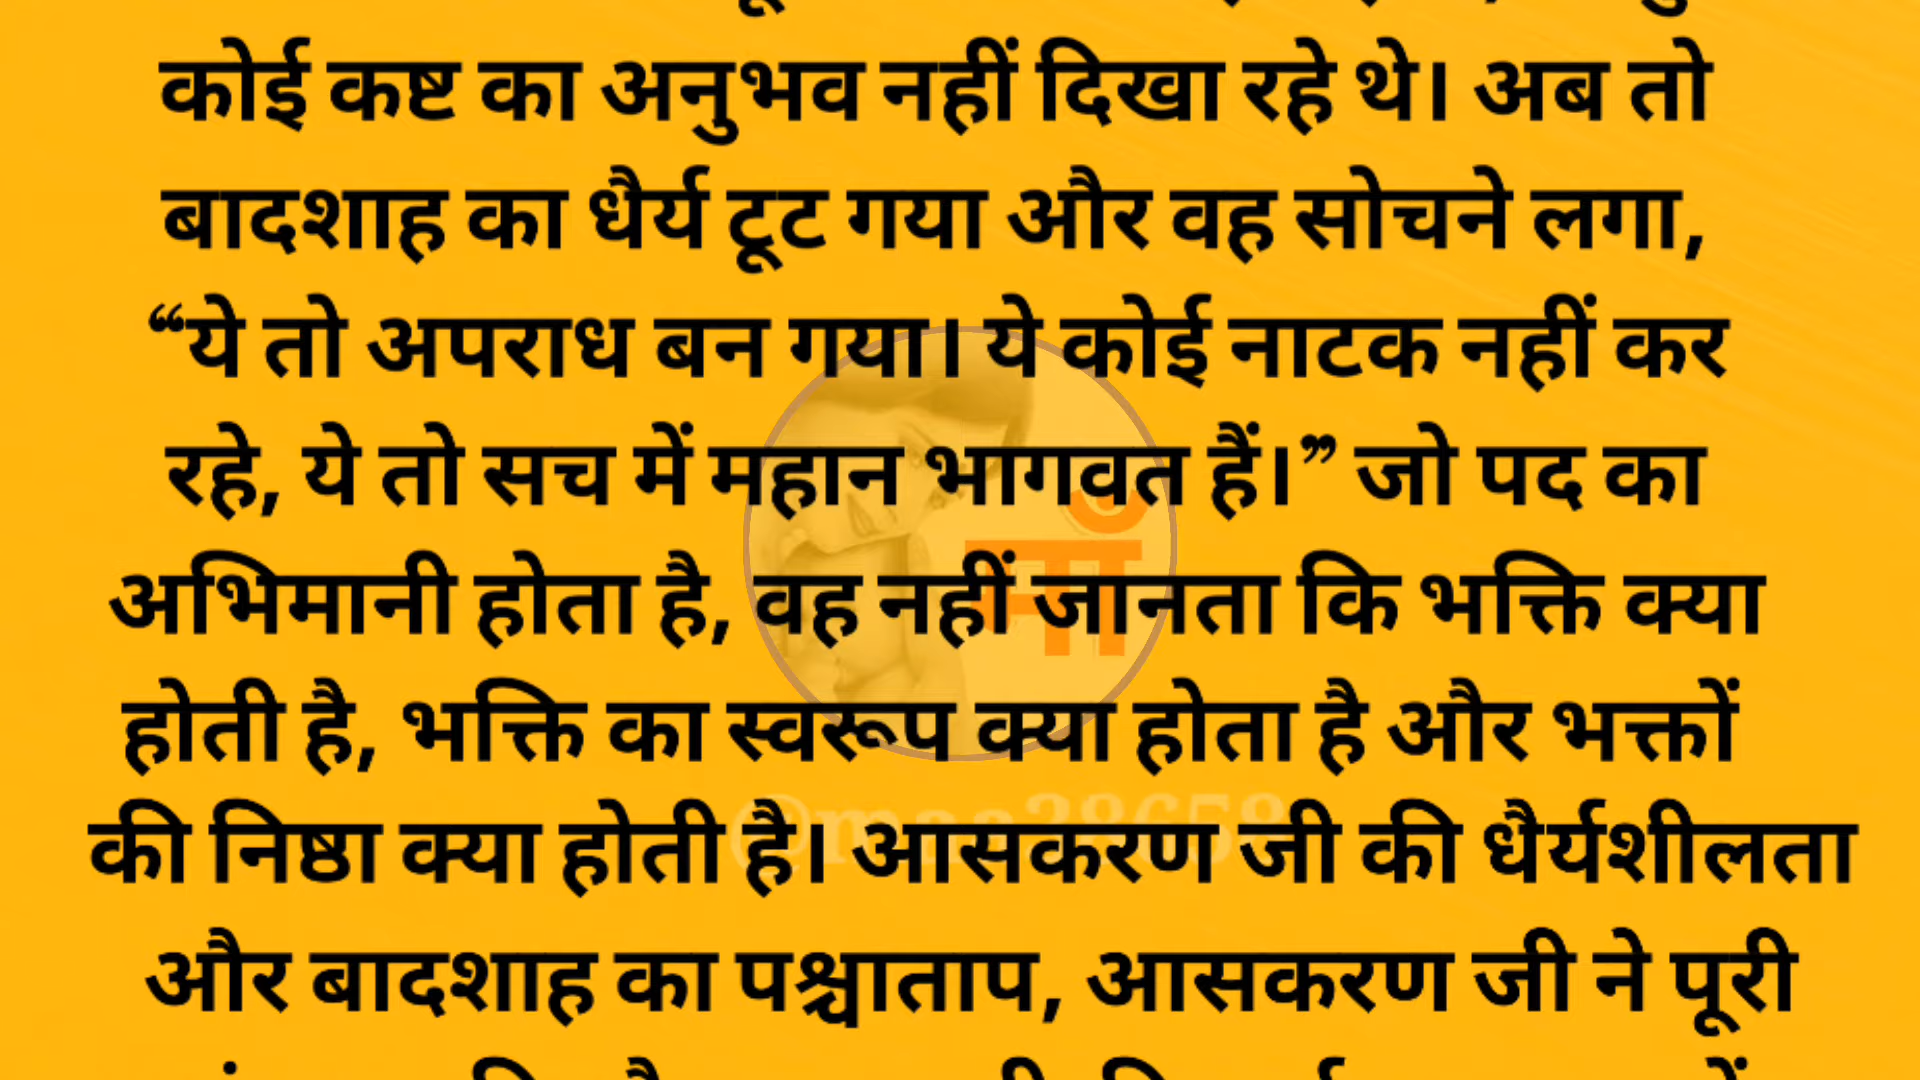 कोई कष्ट का अनुभव नहीं दिखा रहे थे। अब तो
बादशाह का धैर्य टूट गया और वह सोचने लगा,
“ये तो अपराध बन गया। ये कोई नाटक नहीं कर
रहे, ये तो सच में महान भागवत हैं।” जो पद का
माँ
अभिमानी होता है, वह नहीं जानता कि भक्ति क्या
होती है, भक्ति का स्वरूप क्या होता है और भक्तों
@maa28658
की निष्ठा क्या होती है। आसकरण जी की धैर्यशीलता
और बादशाह का पश्चाताप, आसकरण जी ने पूरी